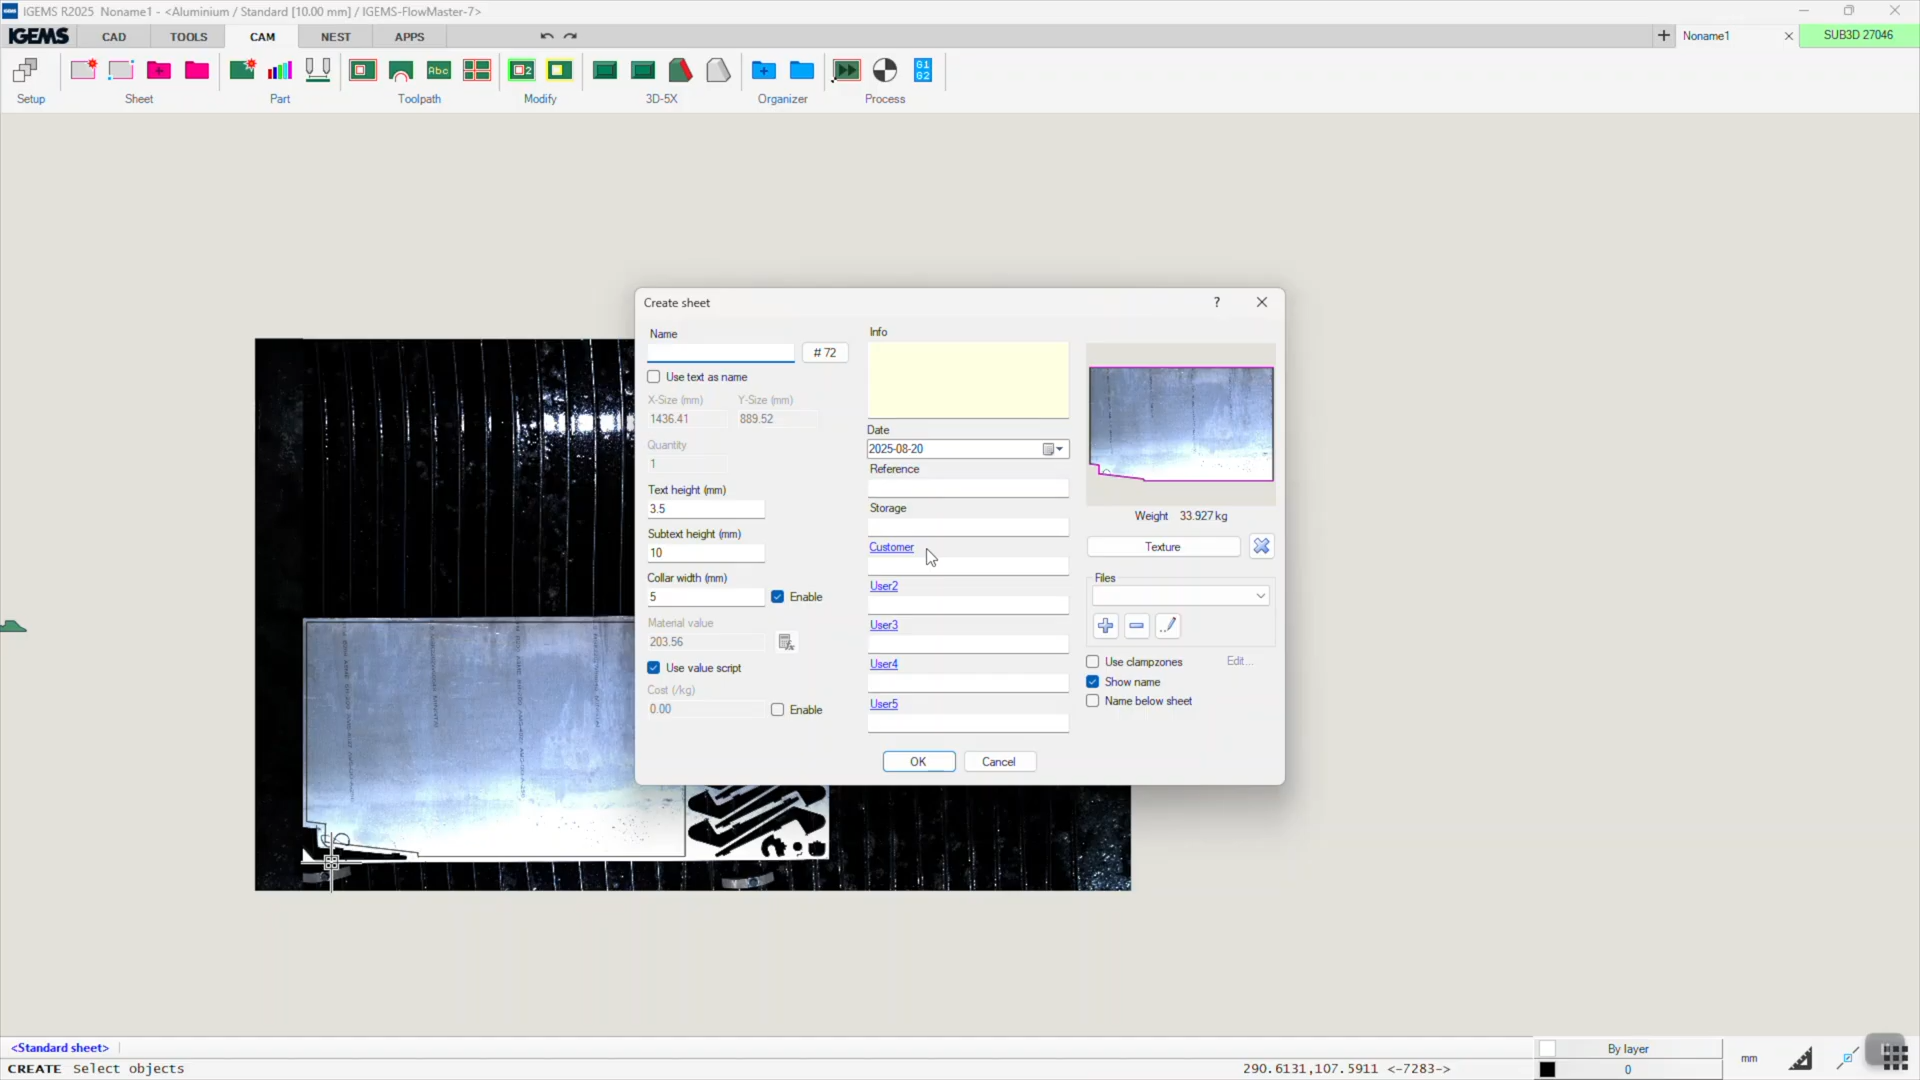 IGEMS R2025 Noname1 - <Aluminium / Standard [10.00 mm] / IGEMS-FlowMaster-7>
IGEMS CAD TOOLS CAM NEST APPS
Noname1
SUB3D 27046
Abc
2
G1
G2
Setup Sheet Part Toolpath Modify 3D-5X Organizer Process
Create sheet
?
Name
# 72
Use text as name
X-Size (mm) Y-Size (mm)
1436.41 889.52
Quantity
1
Text height (mm)
3.5
Subtext height (mm)
10
Collar width (mm)
5 Enable
Material value
203.56
Use value script
Cost (/kg)
0.00 Enable
Info
Date
2025-08-20
Reference
Storage
Customer
User2
User3
User4
User5
Weight 33.927 kg
Texture
Files
Use clampzones Edit...
Show name
Name below sheet
OK Cancel
<Standard sheet>
CREATE Select objects
290.6131,107.5911 <-7283->
By layer
0
mm